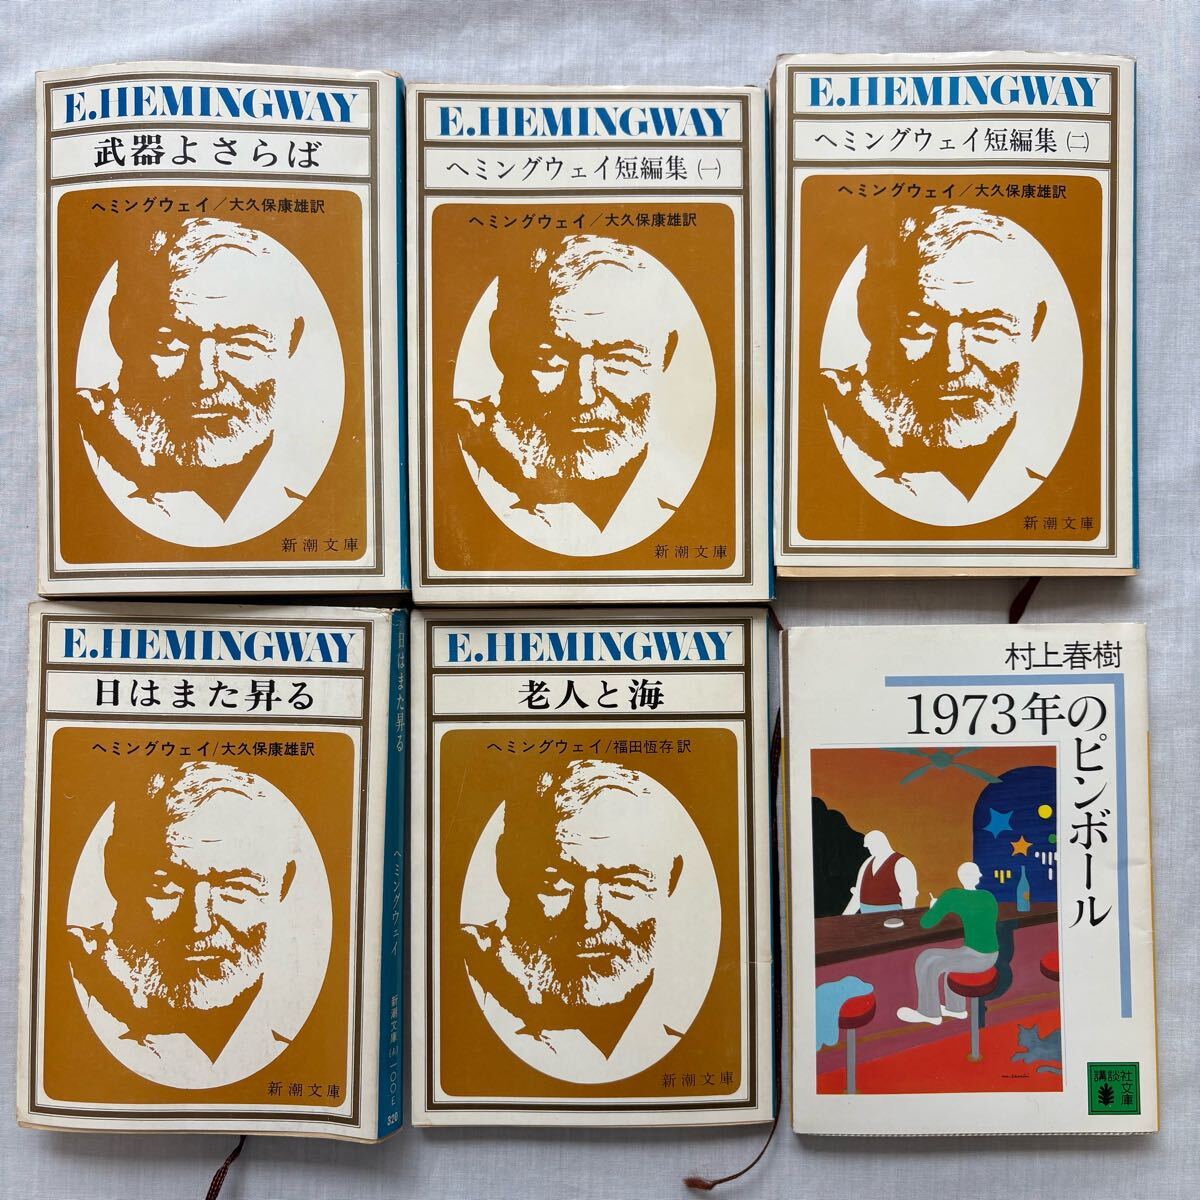 E.HEMINGWAY
武器よさらば
ヘミングウェイ/大久保康雄訳
新潮文庫
E.HEMINGWAY
ヘミングウェイ短編集(一)
ヘミングウェイ/大久保康雄訳
新潮文庫
E.HEMINGWAY
ヘミングウェイ短編集(二)
ヘミングウェイ/大久保康雄訳
新潮文庫
E.HEMINGWAY
日はまた昇る
ヘミングウェイ/大久保康雄訳
新潮文庫
日はまた昇る
ヘミングウェイ
新潮文庫
一〇〇E
320
E.HEMINGWAY
老人と海
ヘミングウェイ/福田恆存訳
新潮文庫
村上春樹
1973年のピンボール
講談社
文庫